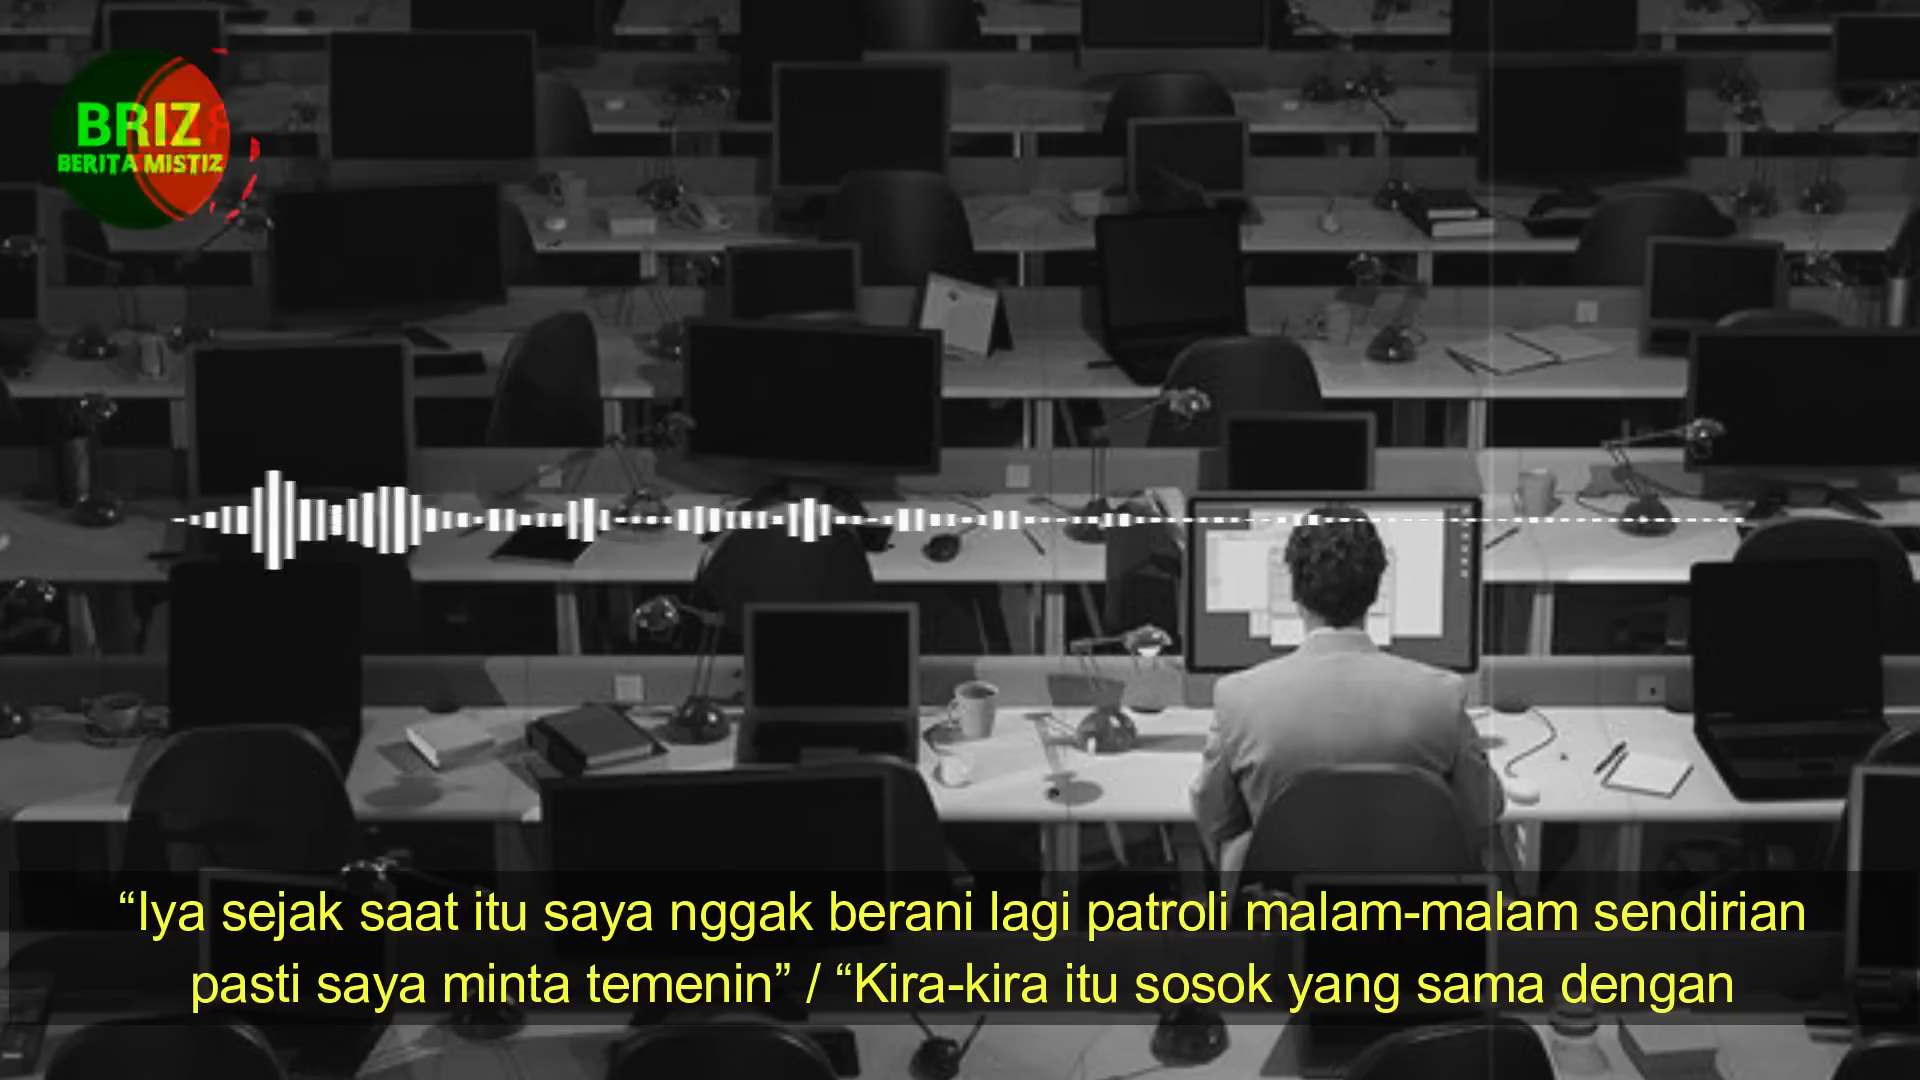 BRIZ
BERITA MISTIZ
“Iya sejak saat itu saya nggak berani lagi patroli malam-malam sendirian
pasti saya minta temenin” / “Kira-kira itu sosok yang sama dengan